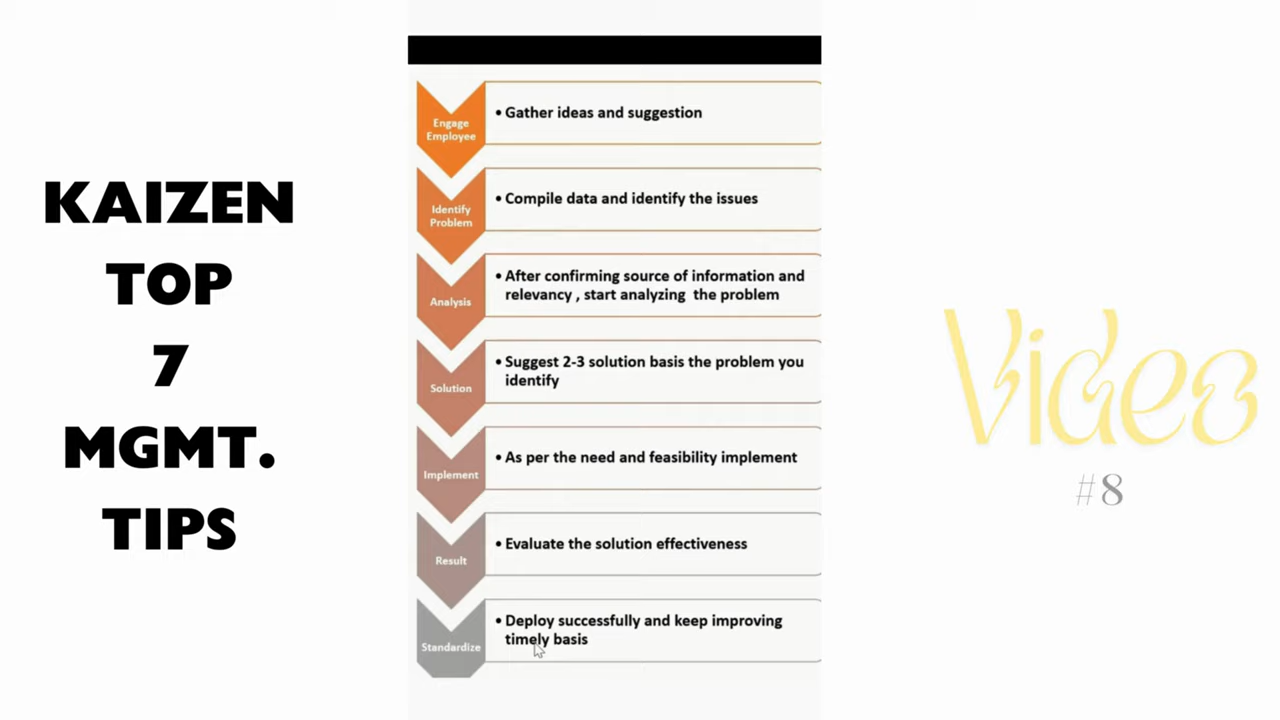 KAIZEN
TOP
7
MGMT.
TIPS
Engage
Employee
• Gather ideas and suggestion
Identify
Problem
• Compile data and identify the issues
Analysis
• After confirming source of information and
relevancy , start analyzing the problem
Solution
• Suggest 2-3 solution basis the problem you
identify
Implement
• As per the need and feasibility implement
Result
• Evaluate the solution effectiveness
Standardize
• Deploy successfully and keep improving
timely basis
Video
#8